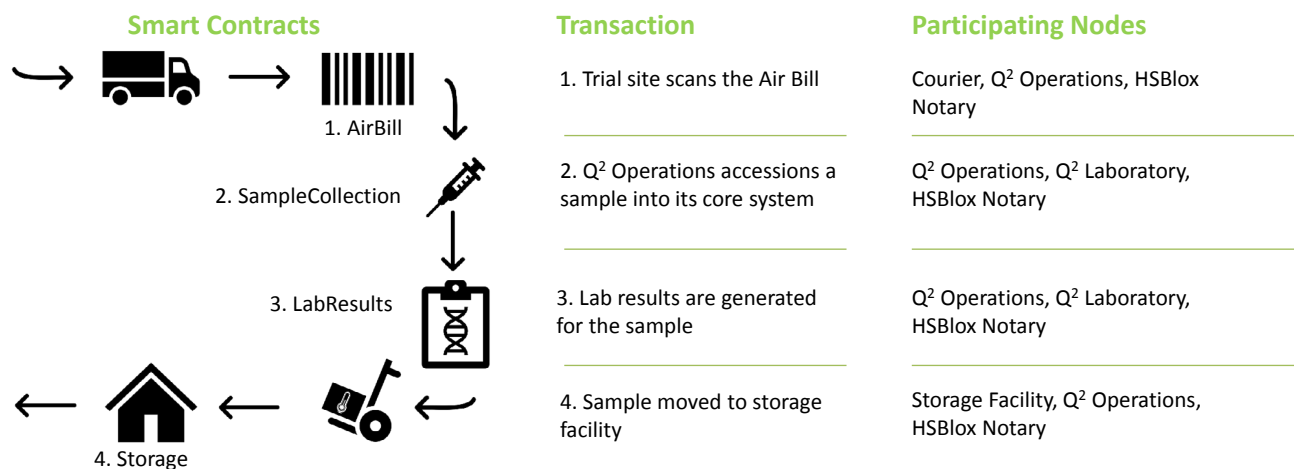 Smart Contracts
Transaction
Participating Nodes
1. AirBill
1. Trial site scans the Air Bill
Courier, Q² Operations, HSBlox
Notary
2. SampleCollection
2. Q² Operations accessions a
sample into its core system
Q² Operations, Q² Laboratory,
HSBlox Notary
3. LabResults
3. Lab results are generated
for the sample
Q² Operations, Q² Laboratory,
HSBlox Notary
4. Storage
4. Sample moved to storage
facility
Storage Facility, Q² Operations,
HSBlox Notary